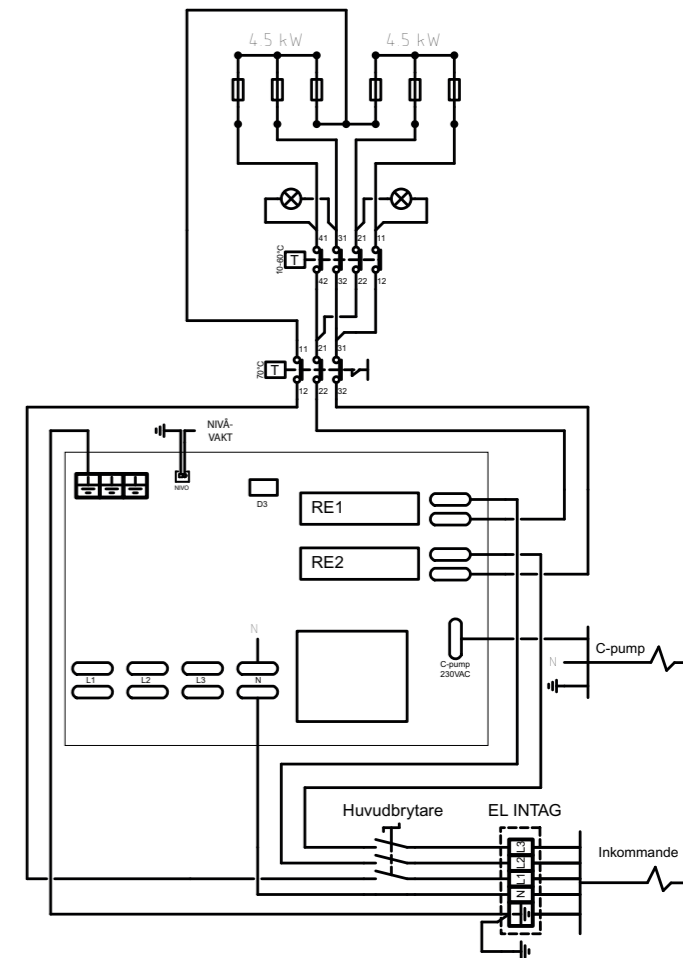 4.5 kW 4.5 kW
41 31 21 11
10-60°C T
42 32 22 12
11 21 31
70°C T
12 22 32
NIVÅ-
VAKT
NIVO
D3
RE1
RE2
N
C-pump
230VAC
C-pump
N
L1 L2 L3 N
Huvudbrytare EL INTAG
L3
L2
L1
N
Inkommande